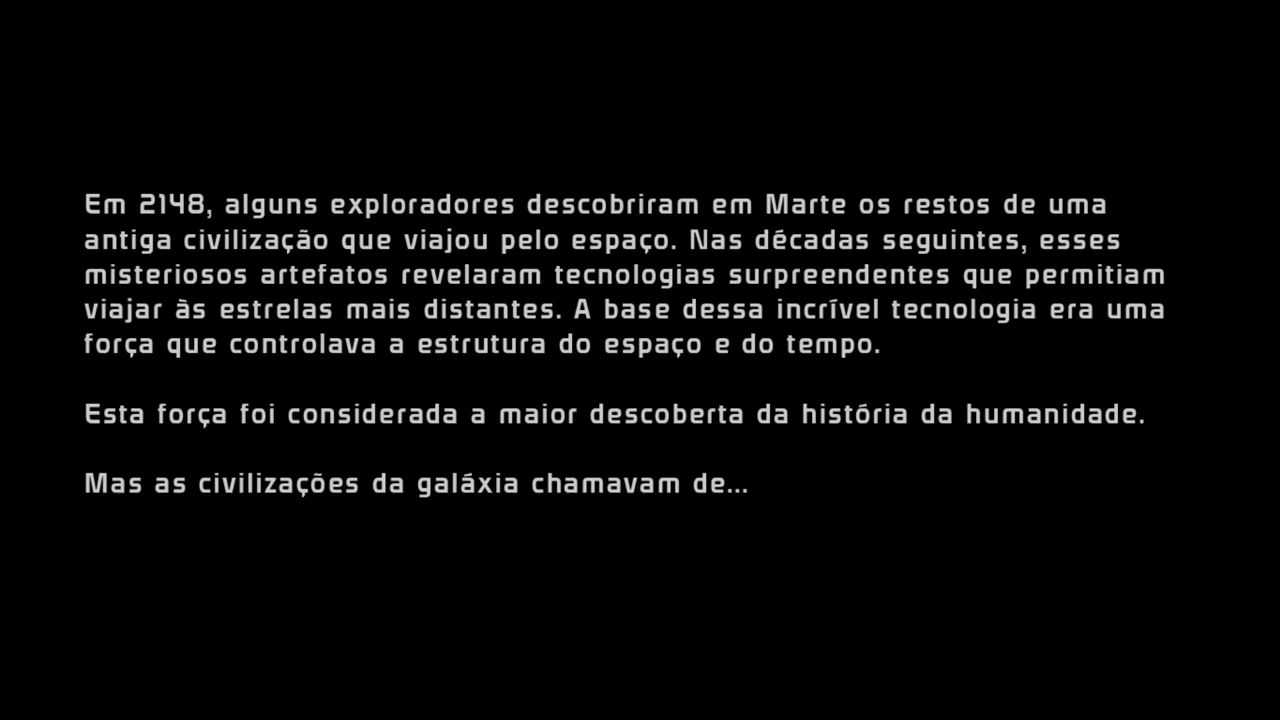 Em 2148, alguns exploradores descobriram em Marte os restos de uma
antiga civilização que viajou pelo espaço. Nas décadas seguintes, esses
misteriosos artefatos revelaram tecnologias surpreendentes que permitiam
viajar às estrelas mais distantes. A base dessa incrível tecnologia era uma
força que controlava a estrutura do espaço e do tempo.
Esta força foi considerada a maior descoberta da história da humanidade.
Mas as civilizações da galáxia chamavam de...